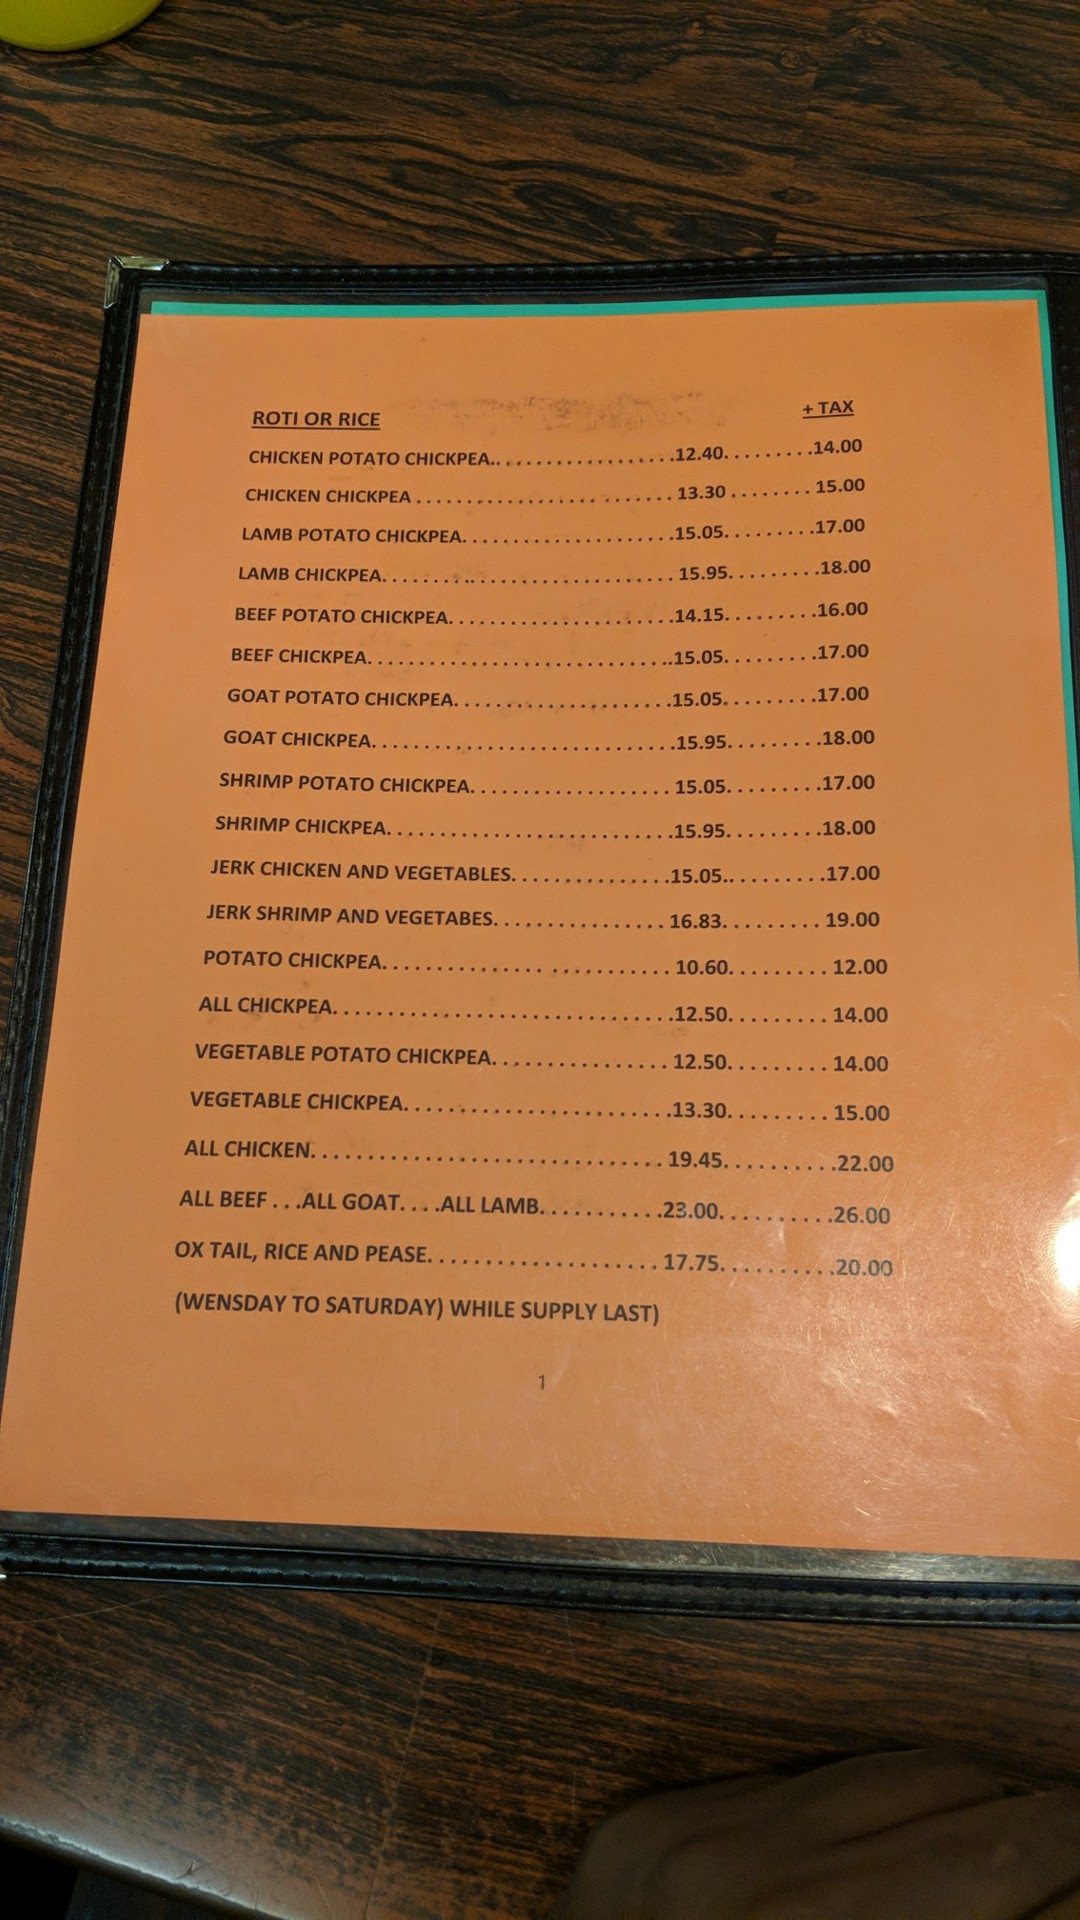 ROTI OR RICE + TAX
CHICKEN POTATO CHICKPEA.. . . . . . . . . . . . . . . . . .12.40. . . . . . . . .14.00
CHICKEN CHICKPEA . . . . . . . . . . . . . . . . . . . . . . . . 13.30 . . . . . . . . 15.00
LAMB POTATO CHICKPEA. . . . . . . . . . . . . . . . . . . .15.05. . . . . . . . .17.00
LAMB CHICKPEA. . . . . . . . .. . . . . . . . . . . . . . . . . . . 15.95. . . . . . . . .18.00
BEEF POTATO CHICKPEA. . . . . . . . . . . . . . . . . . . . . .14.15. . . . . . . . .16.00
BEEF CHICKPEA. . . . . . . . . . . . . . . . . . . . . . . . . . . . ..15.05. . . . . . . . .17.00
GOAT POTATO CHICKPEA. . . . . . . . . . . . . . . . . . . . .15.05. . . . . . . . .17.00
GOAT CHICKPEA. . . . . . . . . . . . . . . . . . . . . . . . . . . . .15.95. . . . . . . . .18.00
SHRIMP POTATO CHICKPEA. . . . . . . . . . . . . . . . . . . 15.05. . . . . . . . .17.00
SHRIMP CHICKPEA. . . . . . . . . . . . . . . . . . . . . . . . . . .15.95. . . . . . . . .18.00
JERK CHICKEN AND VEGETABLES. . . . . . . . . . . . . .15.05.. . . . . . . . .17.00
JERK SHRIMP AND VEGETABES. . . . . . . . . . . . . . . . 16.83. . . . . . . . . 19.00
POTATO CHICKPEA. . . . . . . . . . . . . . . . . . . . . . . . . . . 10.60. . . . . . . . . 12.00
ALL CHICKPEA. . . . . . . . . . . . . . . . . . . . . . . . . . . . . . .12.50. . . . . . . . . 14.00
VEGETABLE POTATO CHICKPEA. . . . . . . . . . . . . . . . 12.50. . . . . . . . . 14.00
VEGETABLE CHICKPEA. . . . . . . . . . . . . . . . . . . . . . . .13.30. . . . . . . . . 15.00
ALL CHICKEN. . . . . . . . . . . . . . . . . . . . . . . . . . . . . . . 19.45. . . . . . . . . .22.00
ALL BEEF . . .ALL GOAT. . . .ALL LAMB. . . . . . . . . . .23.00. . . . . . . . . .26.00
OX TAIL, RICE AND PEASE. . . . . . . . . . . . . . . . . . . . . 17.75. . . . . . . . . .20.00
(WENSDAY TO SATURDAY) WHILE SUPPLY LAST)
1